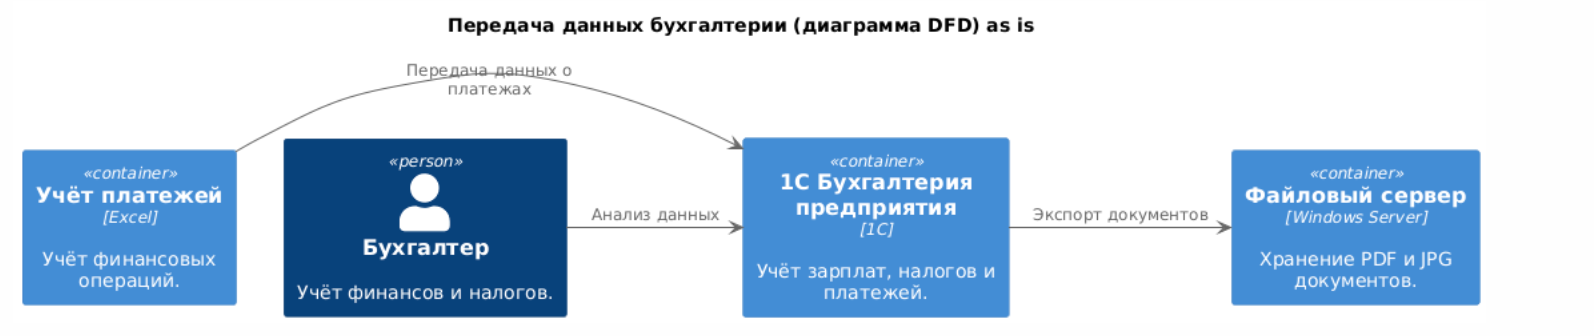 Передача данных бухгалтерии (диаграмма DFD) as is
Передача данных о
платежах
«container»
Учёт платежей
[Excel]
Учёт финансовых
операций.
«person»
Бухгалтер
Учёт финансов и налогов.
Анализ данных
«container»
1С Бухгалтерия
предприятия
[1C]
Учёт зарплат, налогов и
платежей.
Экспорт документов
«container»
Файловый сервер
[Windows Server]
Хранение PDF и JPG
документов.